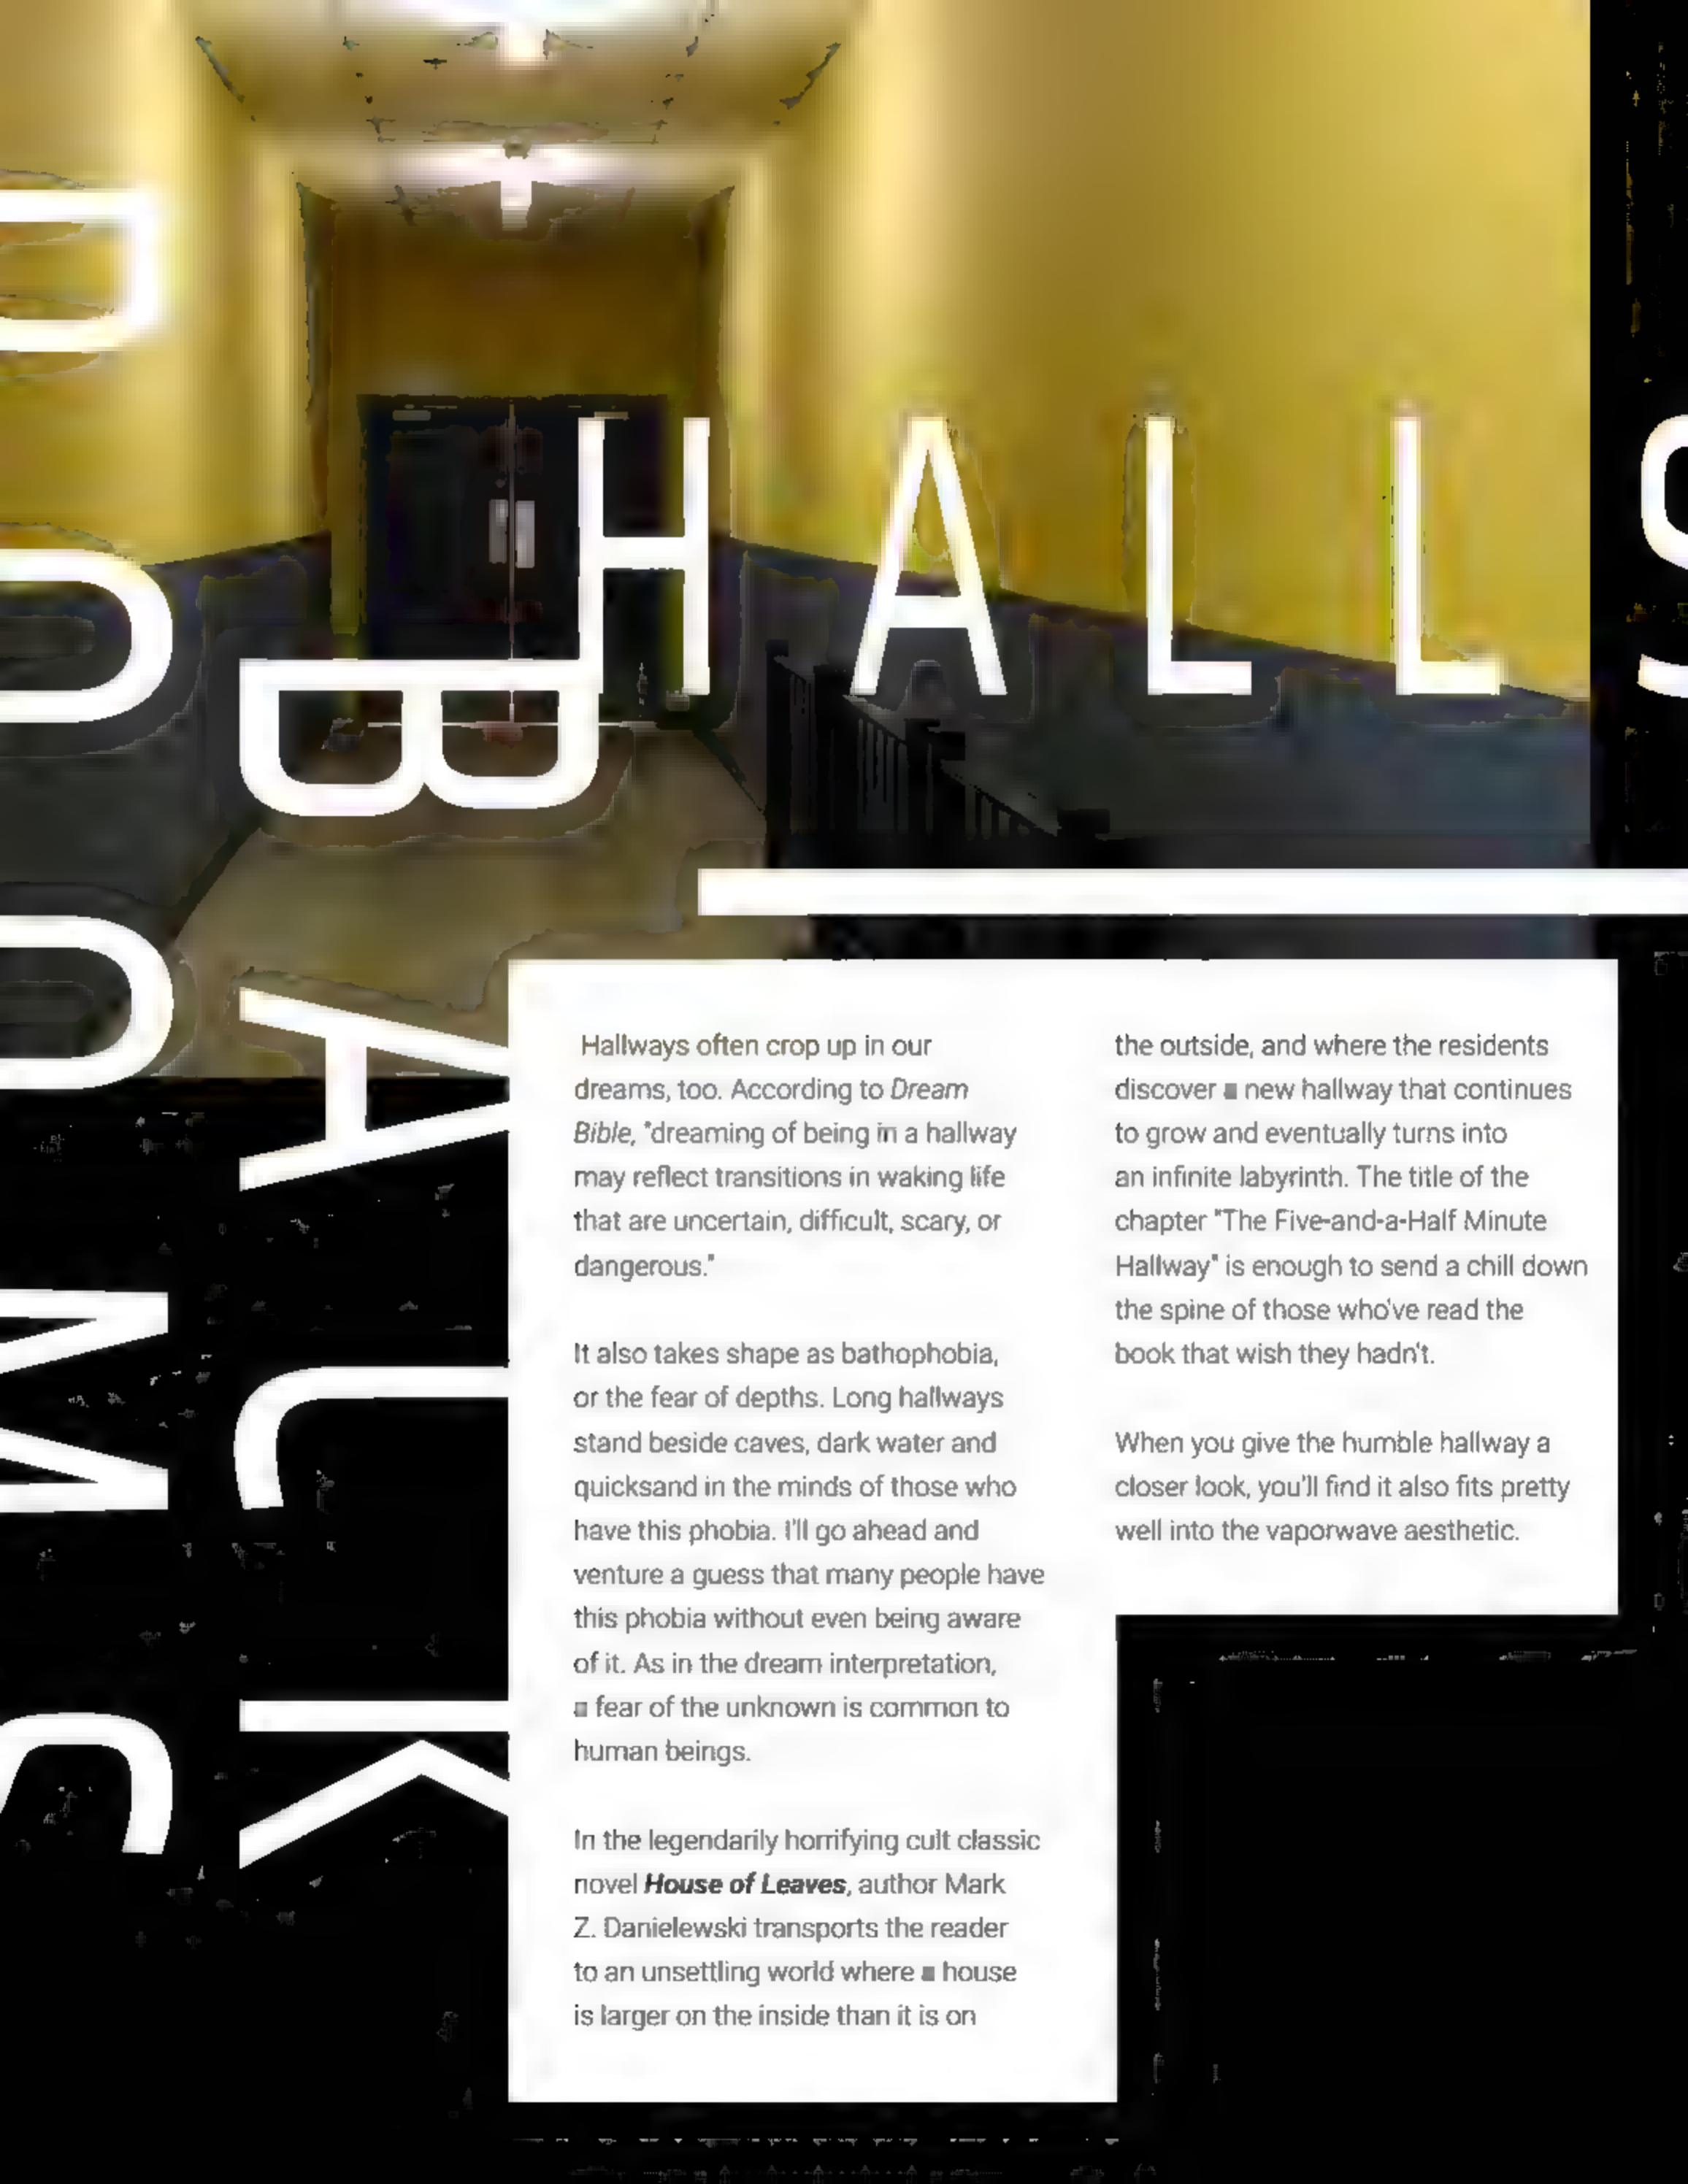 HALLS
BACK
ROOMS
Hallways often crop up in our
dreams, too. According to Dream
Bible, "dreaming of being in a hallway
may reflect transitions in waking life
that are uncertain, difficult, scary, or
dangerous."
It also takes shape as bathophobia,
or the fear of depths. Long hallways
stand beside caves, dark water and
quicksand in the minds of those who
have this phobia. I'll go ahead and
venture a guess that many people have
this phobia without even being aware
of it. As in the dream interpretation,
a fear of the unknown is common to
human beings.
In the legendarily horrifying cult classic
novel House of Leaves, author Mark
Z. Danielewski transports the reader
to an unsettling world where a house
is larger on the inside than it is on
the outside, and where the residents
discover a new hallway that continues
to grow and eventually turns into
an infinite labyrinth. The title of the
chapter "The Five-and-a-Half Minute
Hallway" is enough to send a chill down
the spine of those who've read the
book that wish they hadn't.
When you give the humble hallway a
closer look, you'll find it also fits pretty
well into the vaporwave aesthetic.